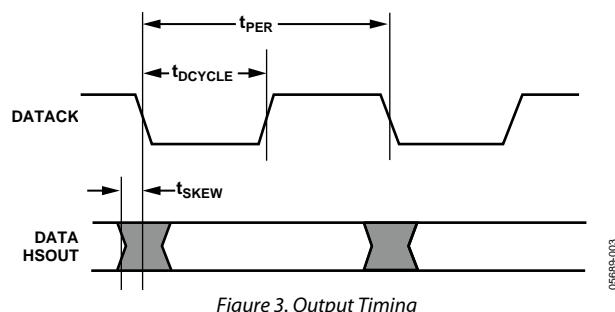 tPER
tDCYCLE
DATACK
tSKEW
DATA
HSOUT
05689-003
Figure 3. Output Timing